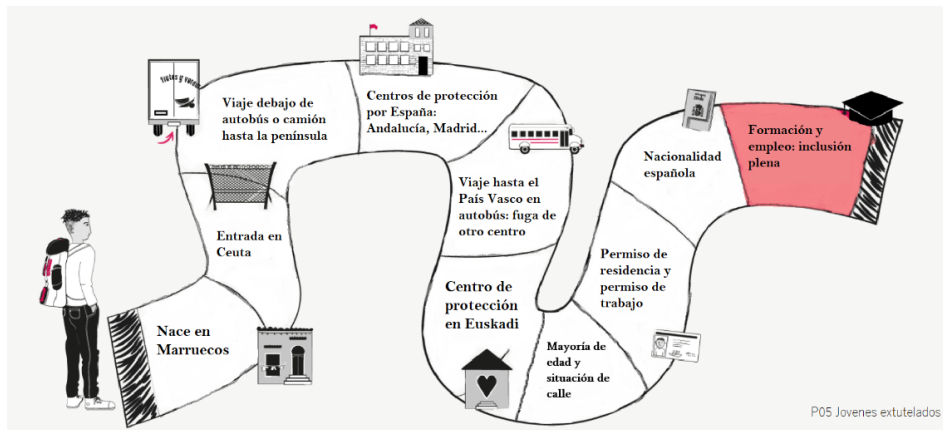 Nace en
Marruecos
Entrada en
Ceuta
Viaje debajo de
autobús o camión
hasta la península
Centros de protección
por España:
Andalucía, Madrid...
Viaje hasta el
País Vasco en
autobús: fuga de
otro centro
Centro de
protección
en Euskadi
Mayoría de
edad y
situación de
calle
Permiso de
residencia y
permiso de
trabajo
Nacionalidad
española
Formación y
empleo: inclusión
plena
P05 Jovenes extutelados